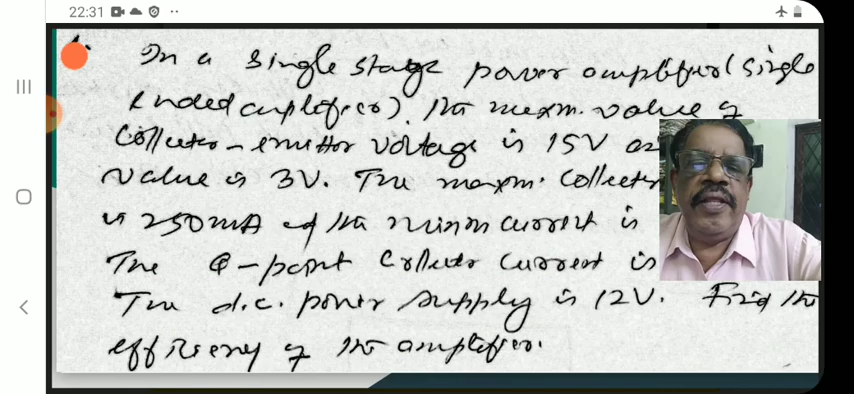 22:31
In a single stage power amplifier (single
ended amplifier). The maxm. value of
Collector-emitter voltage is 15V
value is 3V. The maxm. Collector
is 250mA & the minm current is
The Q-point Collector current is
The d.c. power supply is 12V. Find the
efficiency of the amplifier.